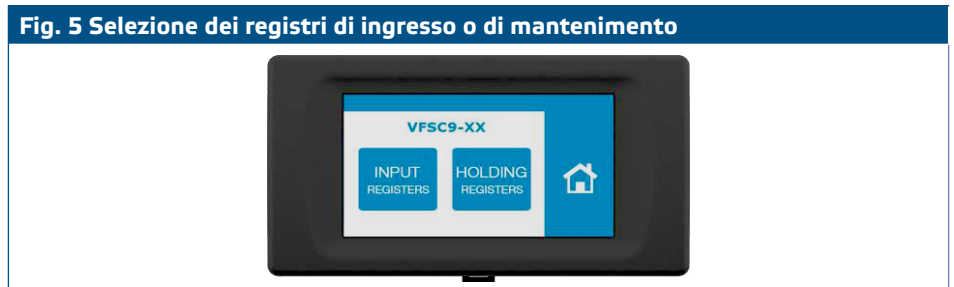 Fig. 5 Selezione dei registri di ingresso o di mantenimento
VFSC9-XX
INPUT
REGISTERS
HOLDING
REGISTERS